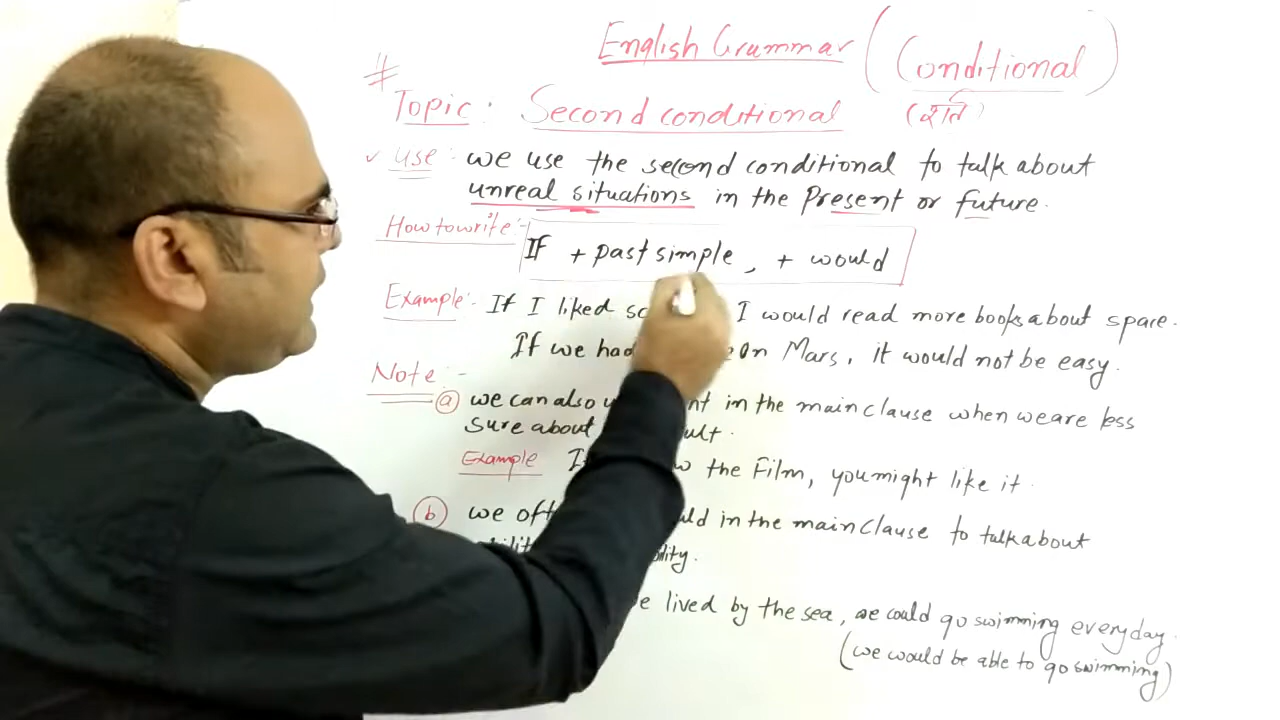 English Grammar (Conditional)
(शर्त)
#
Topic: Second conditional
✓ Use:- we use the second conditional to talk about
unreal situations in the Present or future.
How to write:- If + past simple, + would
Example:- If I liked I would read more books about space.
If we had on Mars, it would not be easy.
Note:-
(a) we can also in the main clause when we are less
sure about
Example the Film, you might like it.
(b) we in the main clause to talk about
lived by the sea, we could go swimming everyday.
(we would be able to go swimming)